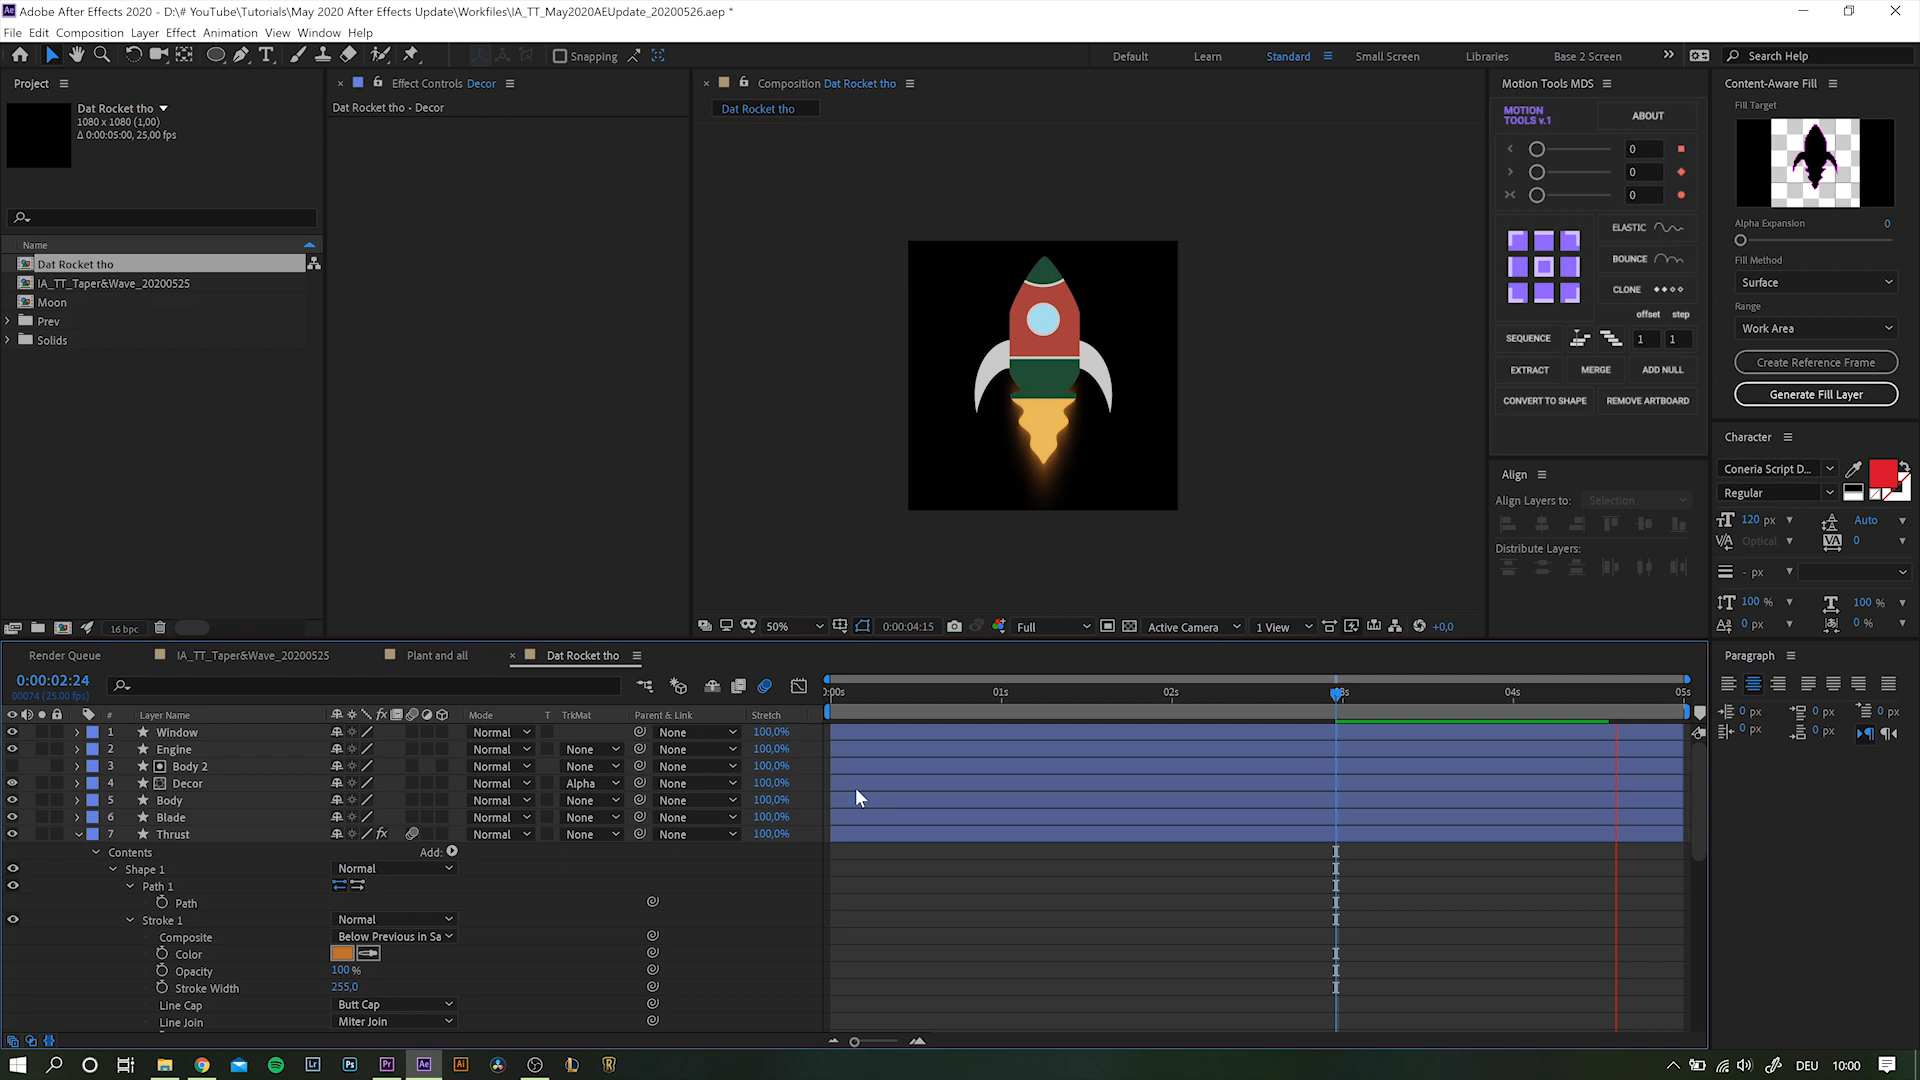 Adobe After Effects 2020 - D:\# YouTube\Tutorials\May 2020 After Effects Update\Workfiles\IA_TT_May2020AEUpdate_20200526.aep *
File Edit Composition Layer Effect Animation View Window Help
Snapping
Default Learn Standard Small Screen Libraries Base 2 Screen
Search Help
Project
Dat Rocket tho
1080 x 1080 (1,00)
Δ 0:00:05:00, 25,00 fps
Name
Dat Rocket tho
IA_TT_Taper&Wave_20200525
Moon
Prev
Solids
16 bpc
Effect Controls Decor
Dat Rocket tho • Decor
Composition Dat Rocket tho
Dat Rocket tho
50% 0:00:04:15 Full Active Camera 1 View +0,0
Motion Tools MDS
MOTION TOOLS v.1
ABOUT
0
0
0
ELASTIC
BOUNCE
CLONE
offset step
SEQUENCE 1 1
EXTRACT MERGE ADD NULL
CONVERT TO SHAPE REMOVE ARTBOARD
Align
Align Layers to: Selection
Distribute Layers:
Content-Aware Fill
Fill Target
Alpha Expansion 0
Fill Method
Surface
Range
Work Area
Create Reference Frame
Generate Fill Layer
Character
Coneria Script D...
Regular
120 px Auto
Optical 0
- px
100 % 100 %
0 px 0 %
Paragraph
0 px 0 px 0 px
0 px 0 px
Render Queue IA_TT_Taper&Wave_20200525 Plant and all Dat Rocket tho
0:00:02:24
00074 (25.00 fps)
# Layer Name Mode T TrkMat Parent & Link Stretch
1 Window Normal None 100,0%
2 Engine Normal None None 100,0%
3 Body 2 Normal None None 100,0%
4 Decor Normal Alpha None 100,0%
5 Body Normal None None 100,0%
6 Blade Normal None None 100,0%
7 Thrust Normal None None 100,0%
Contents Add:
Shape 1 Normal
Path 1
Path
Stroke 1 Normal
Composite Below Previous in Sa
Color
Opacity 100 %
Stroke Width 255,0
Line Cap Butt Cap
Line Join Miter Join
:00s 01s 02s 04s 05s
Lr Ps Pr Ae Ai
DEU 10:00